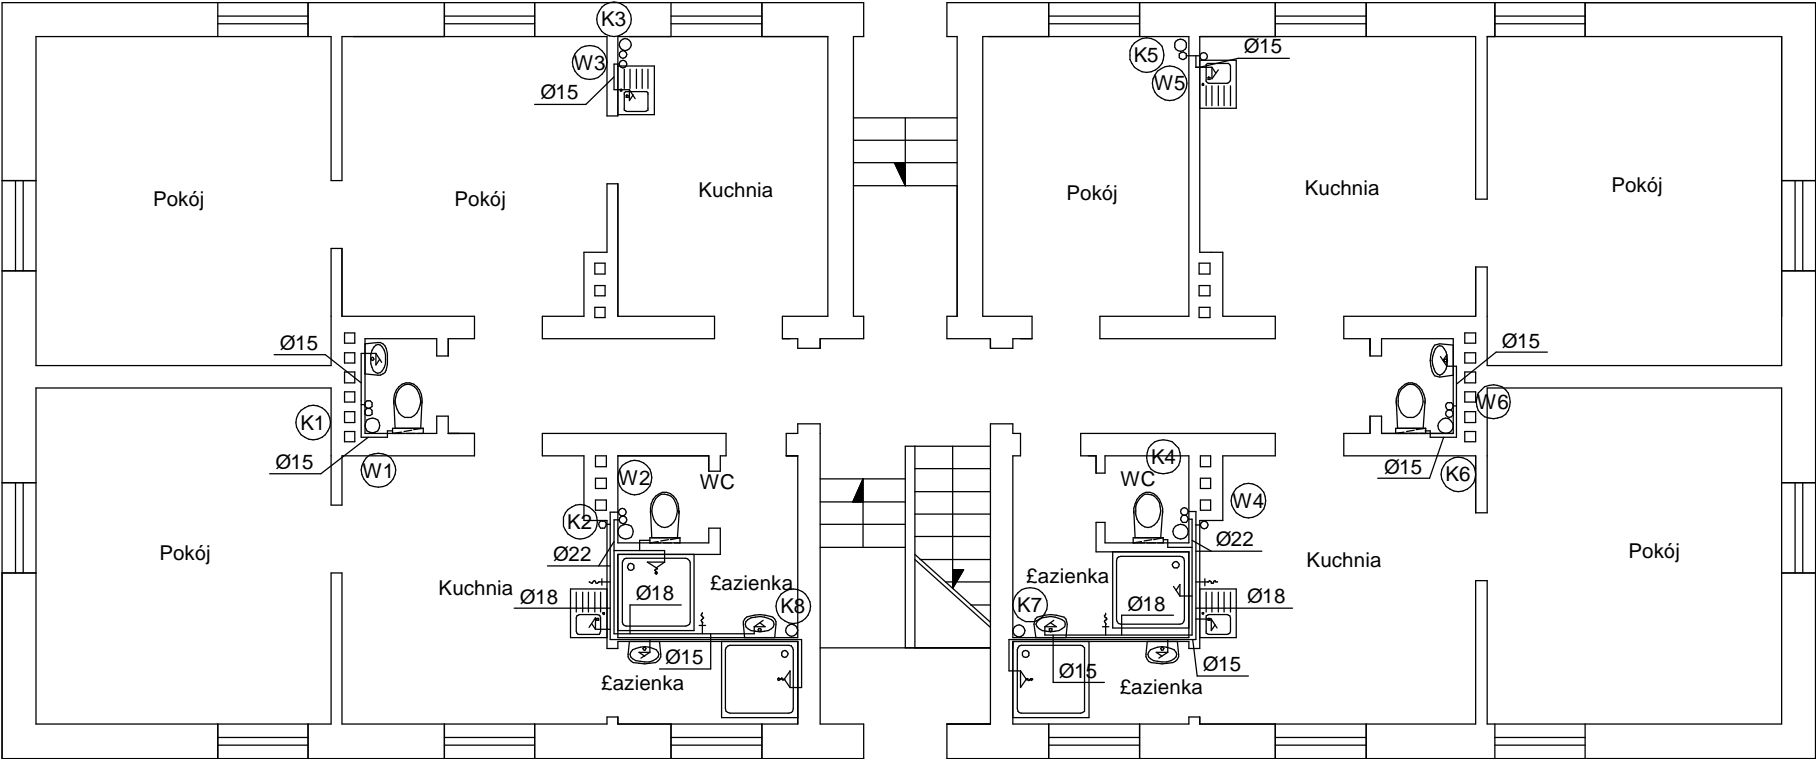 K3
W3
Ø15
K5
W5
Ø15
Pokój
Pokój
Kuchnia
Pokój
Kuchnia
Pokój
Ø15
Ø15
K1
W6
Ø15
W1
Ø15
K6
W2
WC
K4
WC
W4
K2
Ø22
Ø22
Pokój
Kuchnia
Pokój
Kuchnia
£azienka
£azienka
Ø18
Ø18
K8
K7
Ø18
Ø18
Ø15
Ø15
Ø15
£azienka
£azienka